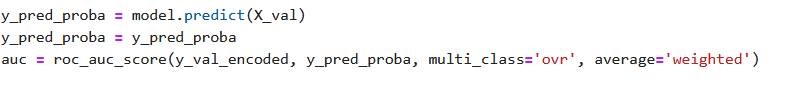 y_pred_proba = model.predict(X_val)
y_pred_proba = y_pred_proba
auc = roc_auc_score(y_val_encoded, y_pred_proba, multi_class='ovr', average='weighted')